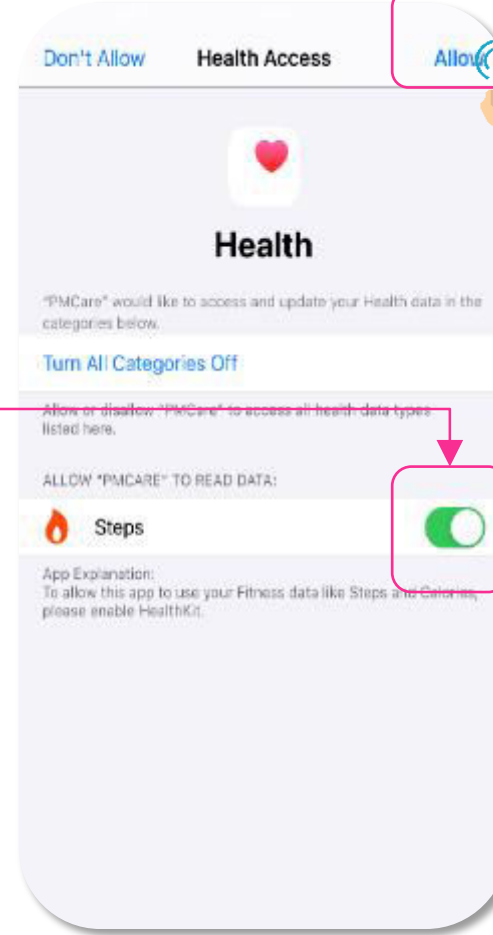 Don't Allow Health Access Allow
Health
"PMCare" would like to access and update your Health data in the
categories below.
Turn All Categories Off
Allow or disallow "PMCare" to access all health data types
listed here.
ALLOW "PMCARE" TO READ DATA:
Steps
App Explanation:
To allow this app to use your Fitness data like Steps and Calories,
please enable HealthKit.